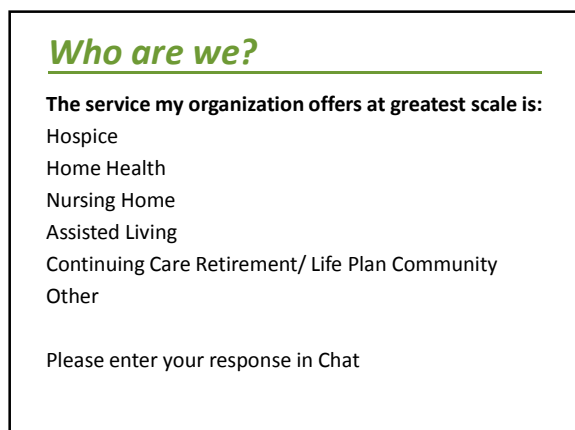 Who are we?
The service my organization offers at greatest scale is:
Hospice
Home Health
Nursing Home
Assisted Living
Continuing Care Retirement/ Life Plan Community
Other
Please enter your response in Chat